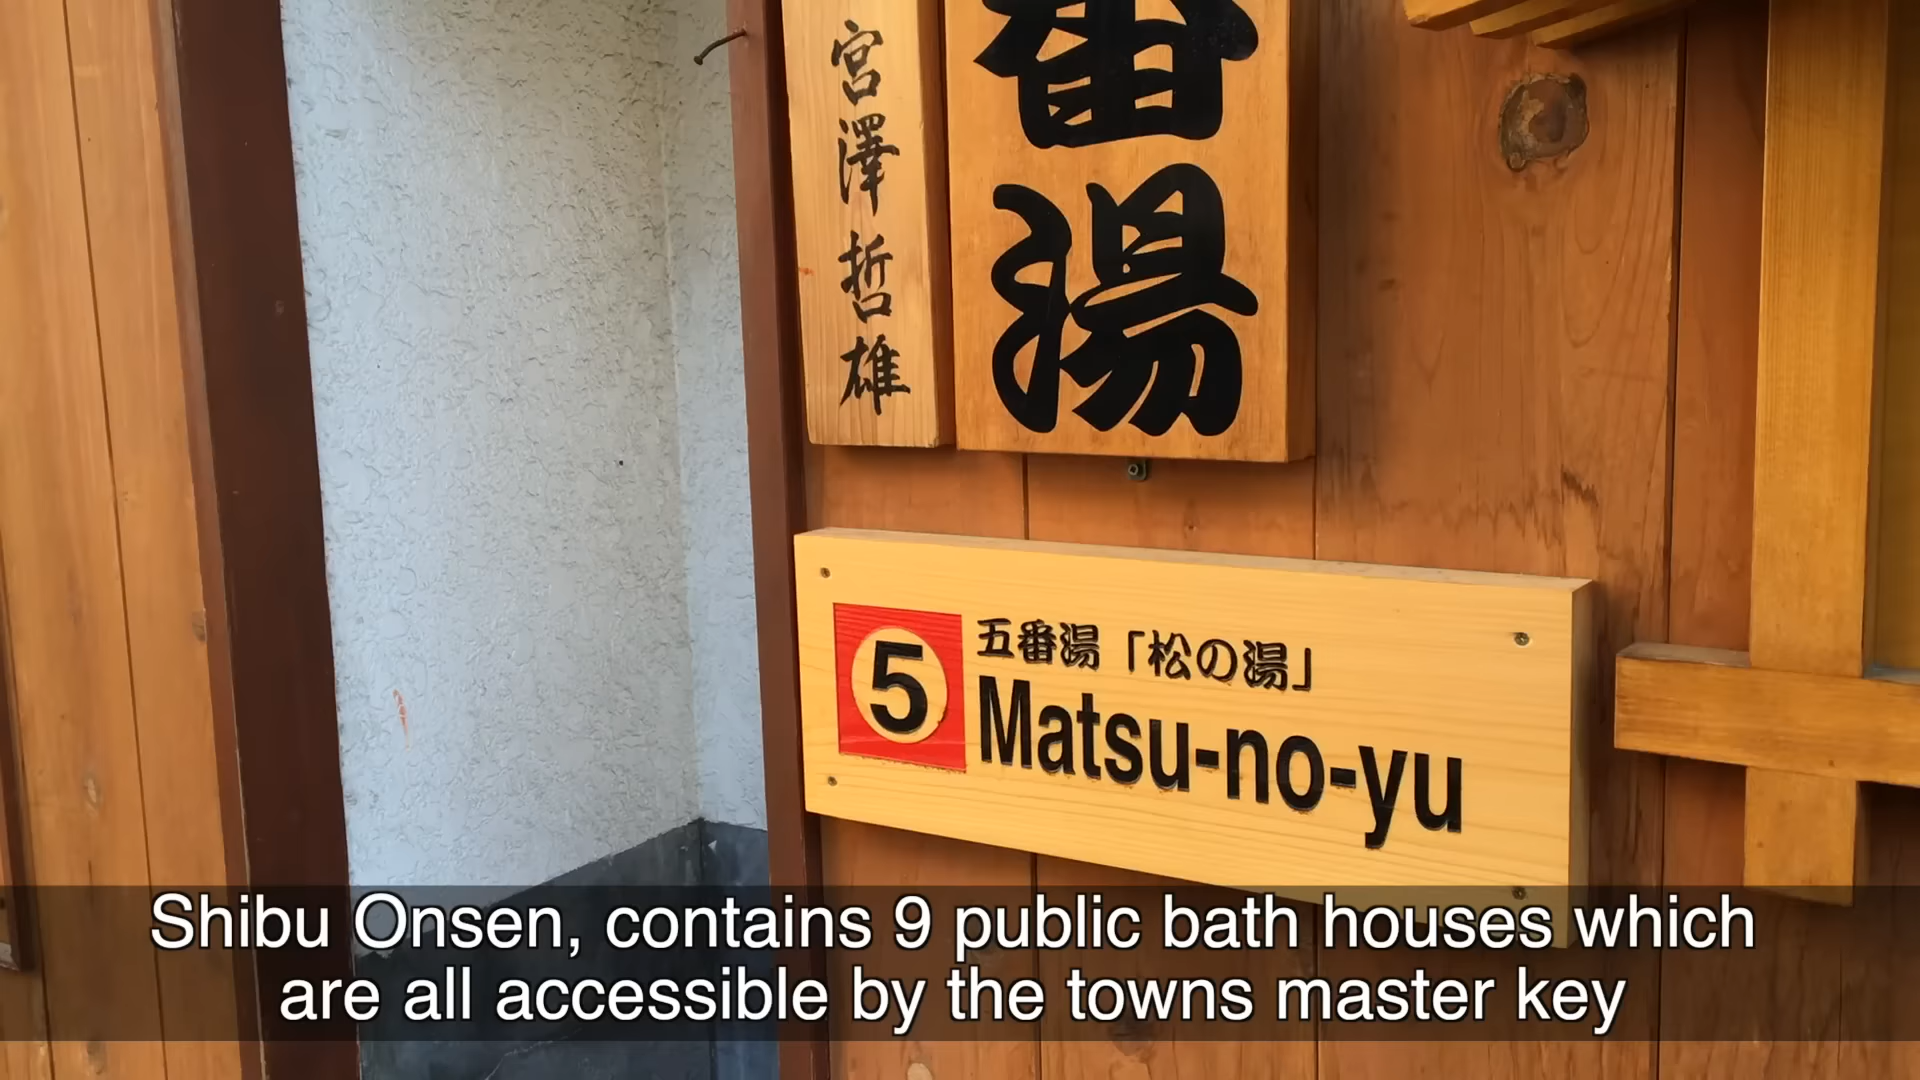 宮澤哲雄
番湯
5
五番湯「松の湯」
Matsu-no-yu
Shibu Onsen, contains 9 public bath houses which
are all accessible by the towns master key